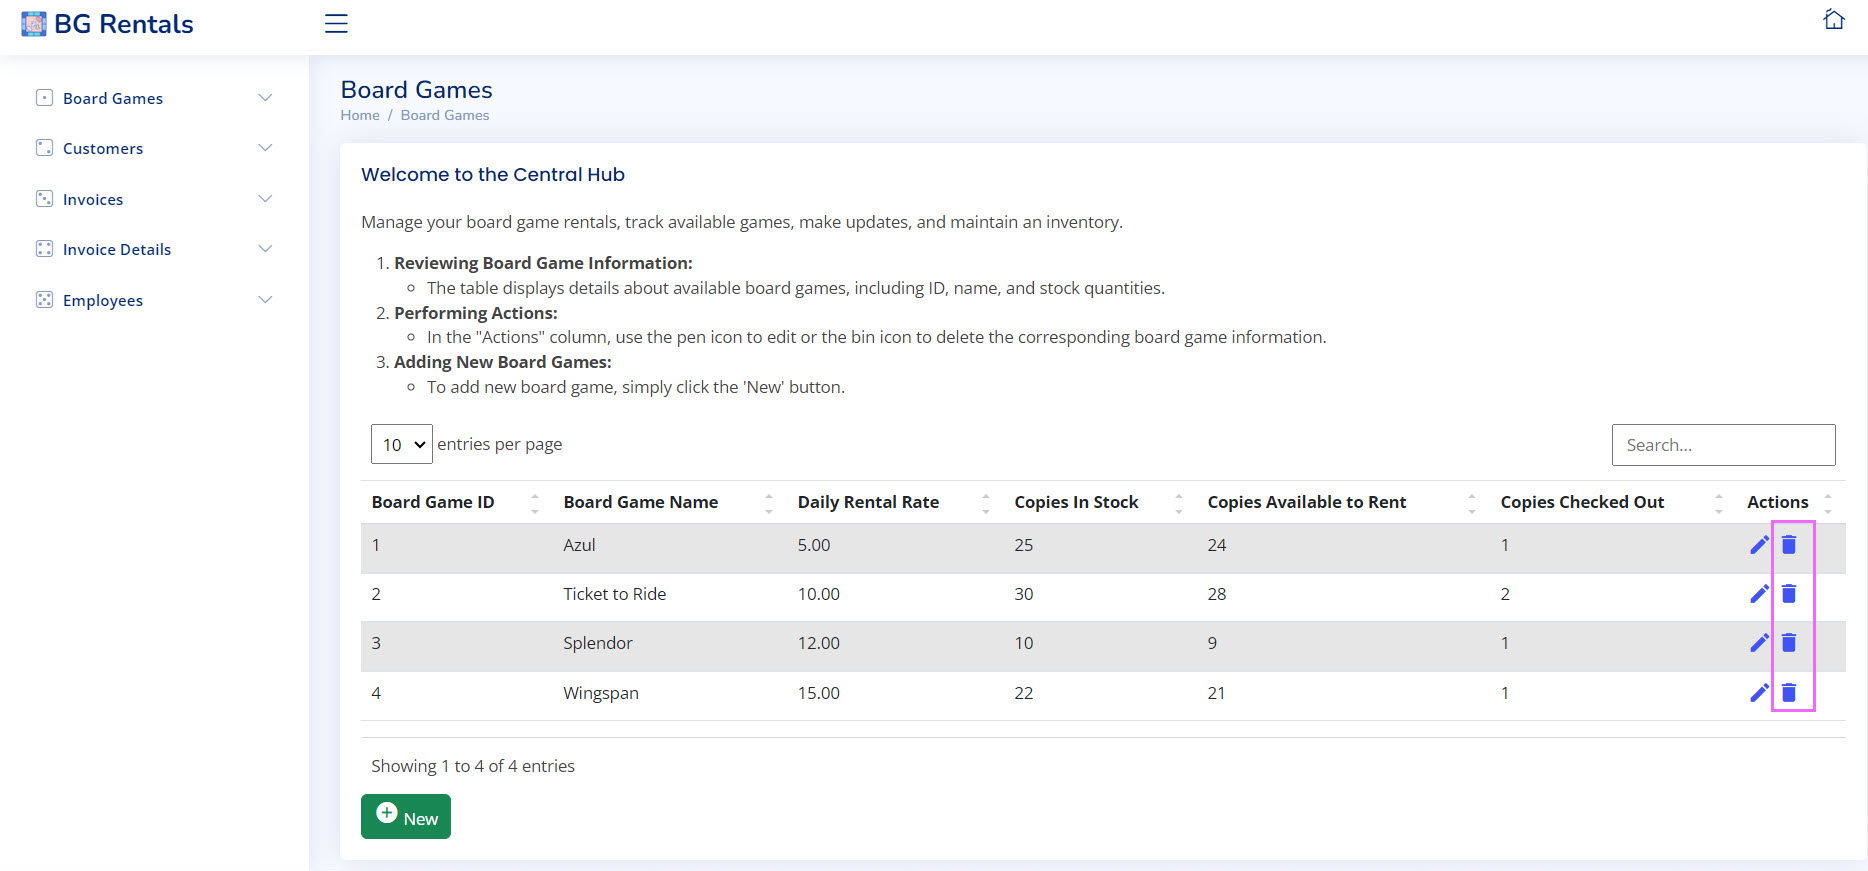 BG Rentals
Board Games
Customers
Invoices
Invoice Details
Employees
Board Games
Home / Board Games
Welcome to the Central Hub
Manage your board game rentals, track available games, make updates, and maintain an inventory.
1. Reviewing Board Game Information:
The table displays details about available board games, including ID, name, and stock quantities.
2. Performing Actions:
In the "Actions" column, use the pen icon to edit or the bin icon to delete the corresponding board game information.
3. Adding New Board Games:
To add new board game, simply click the 'New' button.
10 entries per page
Search...
Board Game ID Board Game Name Daily Rental Rate Copies In Stock Copies Available to Rent Copies Checked Out Actions
1 Azul 5.00 25 24 1
2 Ticket to Ride 10.00 30 28 2
3 Splendor 12.00 10 9 1
4 Wingspan 15.00 22 21 1
Showing 1 to 4 of 4 entries
New